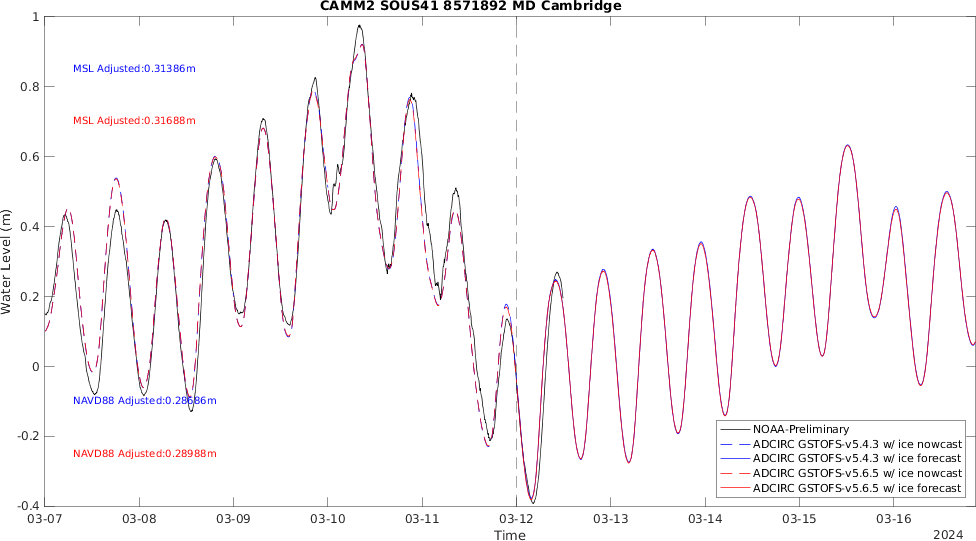 CAMM2 SOUS41 8571892 MD Cambridge
1
0.8
0.6
0.4
0.2
0
-0.2
-0.4
Water Level (m)
MSL Adjusted:0.31386m
MSL Adjusted:0.31688m
NAVD88 Adjusted:0.28686m
NAVD88 Adjusted:0.28988m
NOAA-Preliminary
ADCIRC GSTOFS-v5.4.3 w/ ice nowcast
ADCIRC GSTOFS-v5.4.3 w/ ice forecast
ADCIRC GSTOFS-v5.6.5 w/ ice nowcast
ADCIRC GSTOFS-v5.6.5 w/ ice forecast
03-07 03-08 03-09 03-10 03-11 03-12 03-13 03-14 03-15 03-16
Time
2024